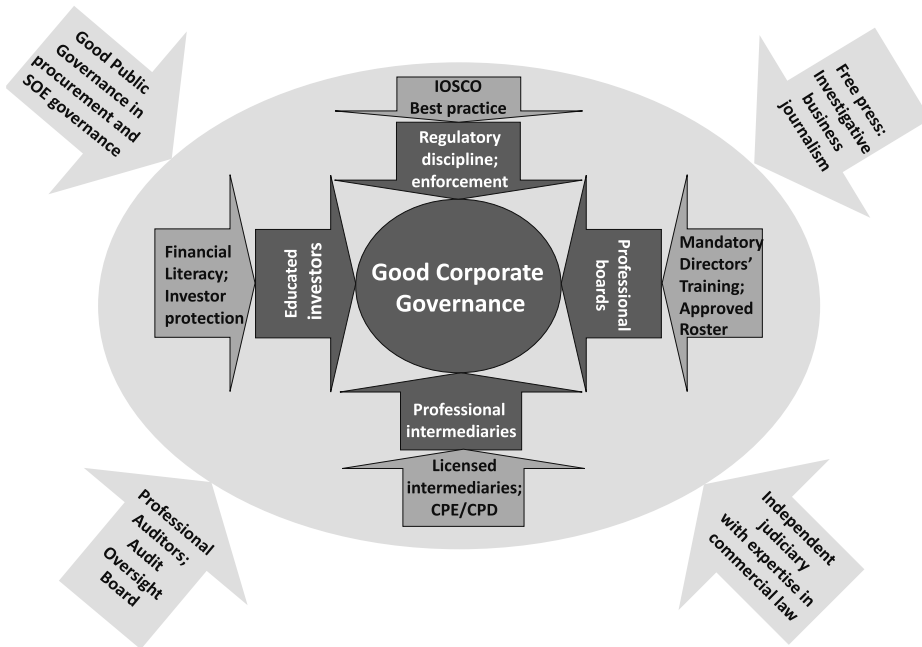 Good Public
Governance in
procurement and
SOE governance
Free press:
Investigative
business
journalism
IOSCO
Best practice
Regulatory
discipline;
enforcement
Financial
Literacy;
Investor
protection
Educated
investors
Good Corporate
Governance
Professional
boards
Mandatory
Directors’
Training;
Approved
Roster
Professional
intermediaries
Licensed
intermediaries;
CPE/CPD
Professional
Auditors;
Audit
Oversight
Board
Independent
judiciary
with expertise in
commercial law